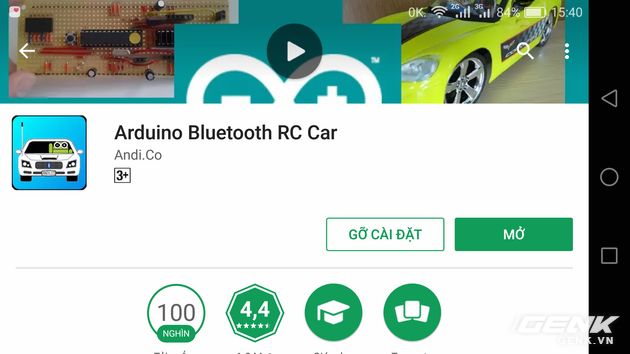 0K. 2G 3G 84% 15:40
TM
Arduino Bluetooth RC Car
Andi.Co
3+
GỠ CÀI ĐẶT
MỞ
100
NGHÌN
4,4
GENK
GENK.VN